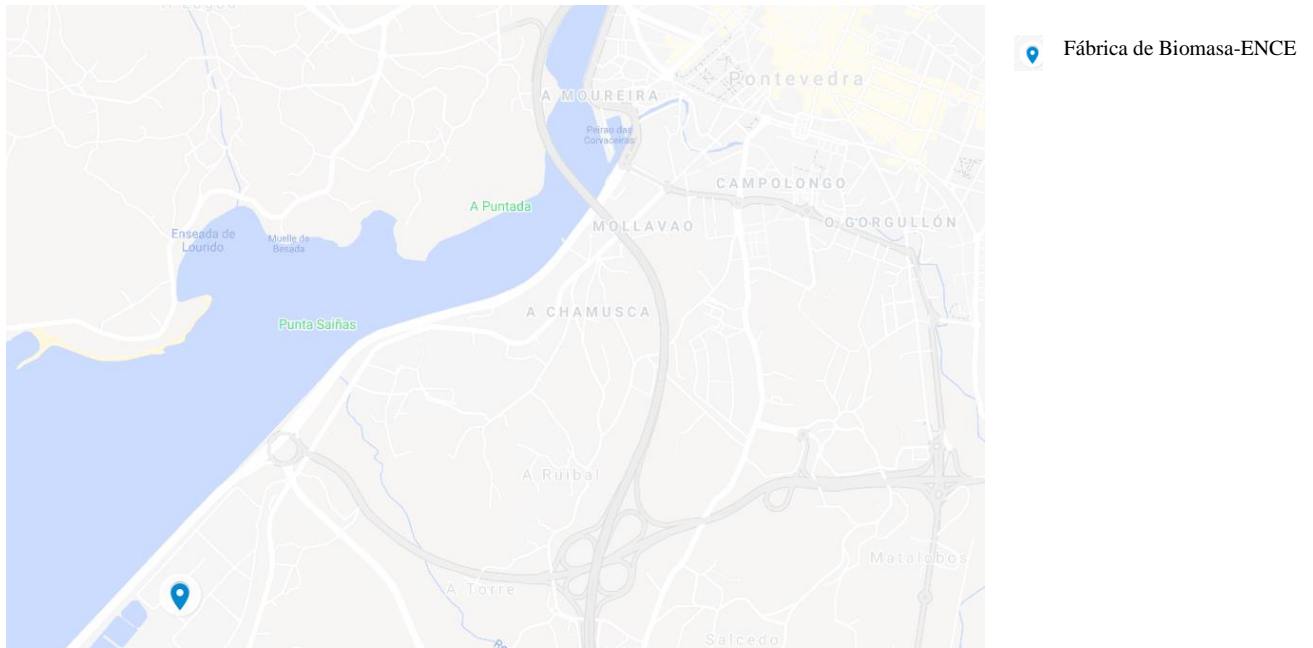 Fábrica de Biomasa-ENCE
Pontevedra
A MOUREIRA
Peirao das
Corvaceiras
CAMPOLONGO
A Puntada
O GORGULLÓN
MOLLAVAO
Enseada de
Lourido
Muelle de
Besada
A CHAMUSCA
Punta Saíñas
A Ruibal
Matalobos
A Torre
Salcedo